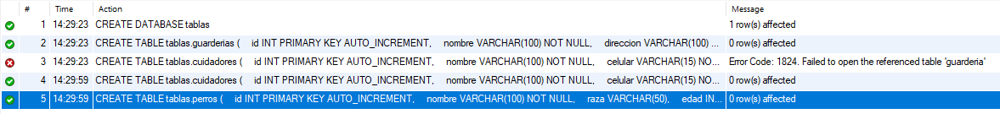 # Time Action Message
1 14:29:23 CREATE DATABASE tablas 1 row(s) affected
2 14:29:23 CREATE TABLE tablas.guarderias ( id INT PRIMARY KEY AUTO_INCREMENT, nombre VARCHAR(100) NOT NULL, direccion VARCHAR(100) ... 0 row(s) affected
3 14:29:23 CREATE TABLE tablas.cuidadores ( id INT PRIMARY KEY AUTO_INCREMENT, nombre VARCHAR(100) NOT NULL, celular VARCHAR(15) NO... Error Code: 1824. Failed to open the referenced table 'guarderia'
4 14:29:59 CREATE TABLE tablas.cuidadores ( id INT PRIMARY KEY AUTO_INCREMENT, nombre VARCHAR(100) NOT NULL, celular VARCHAR(15) NO... 0 row(s) affected
5 14:29:59 CREATE TABLE tablas.perros ( id INT PRIMARY KEY AUTO_INCREMENT, nombre VARCHAR(100) NOT NULL, raza VARCHAR(50), edad IN... 0 row(s) affected